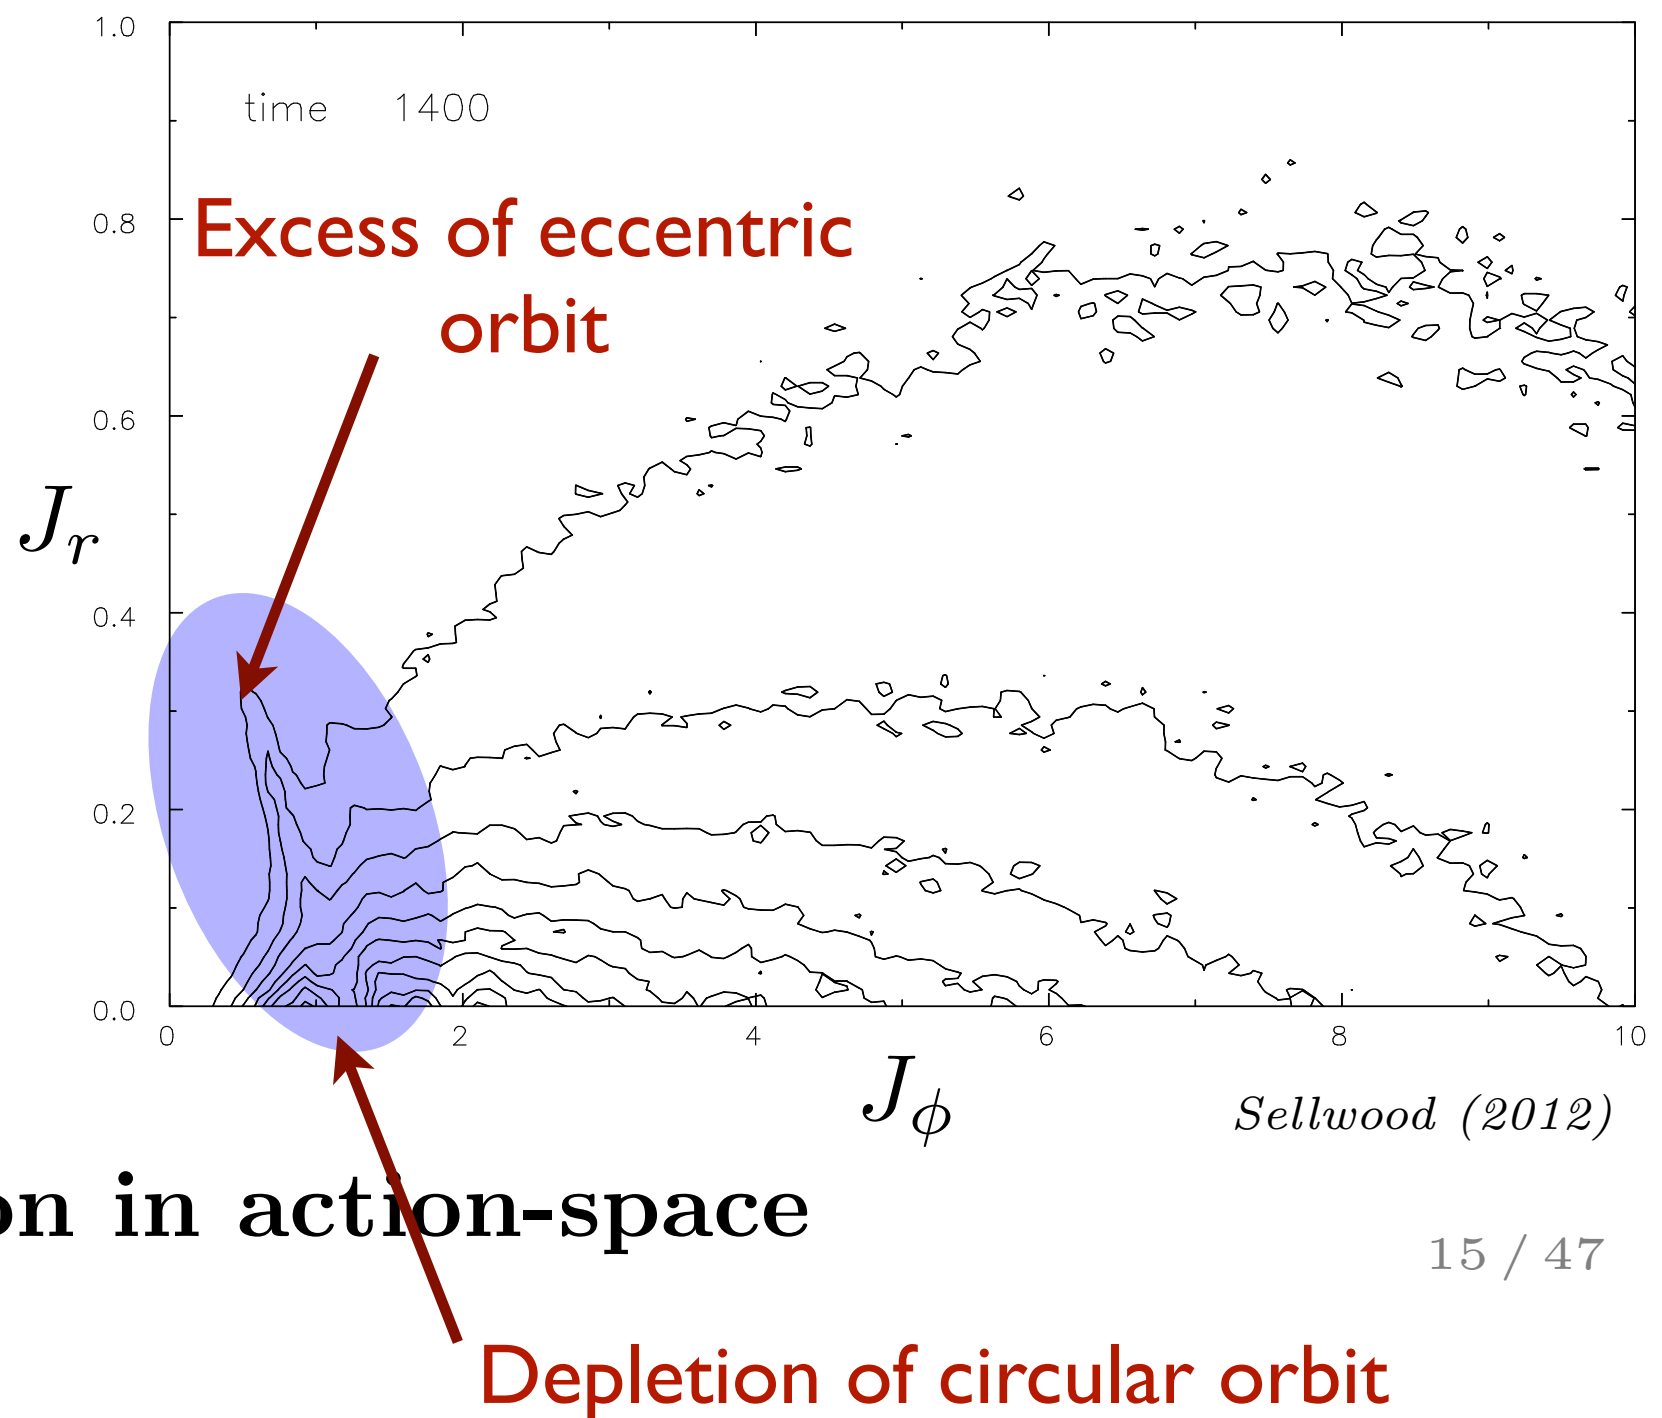 1.0
time 1400
0.8
Excess of eccentric
orbit
0.6
J_r
0.4
0.2
0.0
0 2 4 6 8 10
J_ϕ
Sellwood (2012)
on in action-space
15 / 47
Depletion of circular orbit